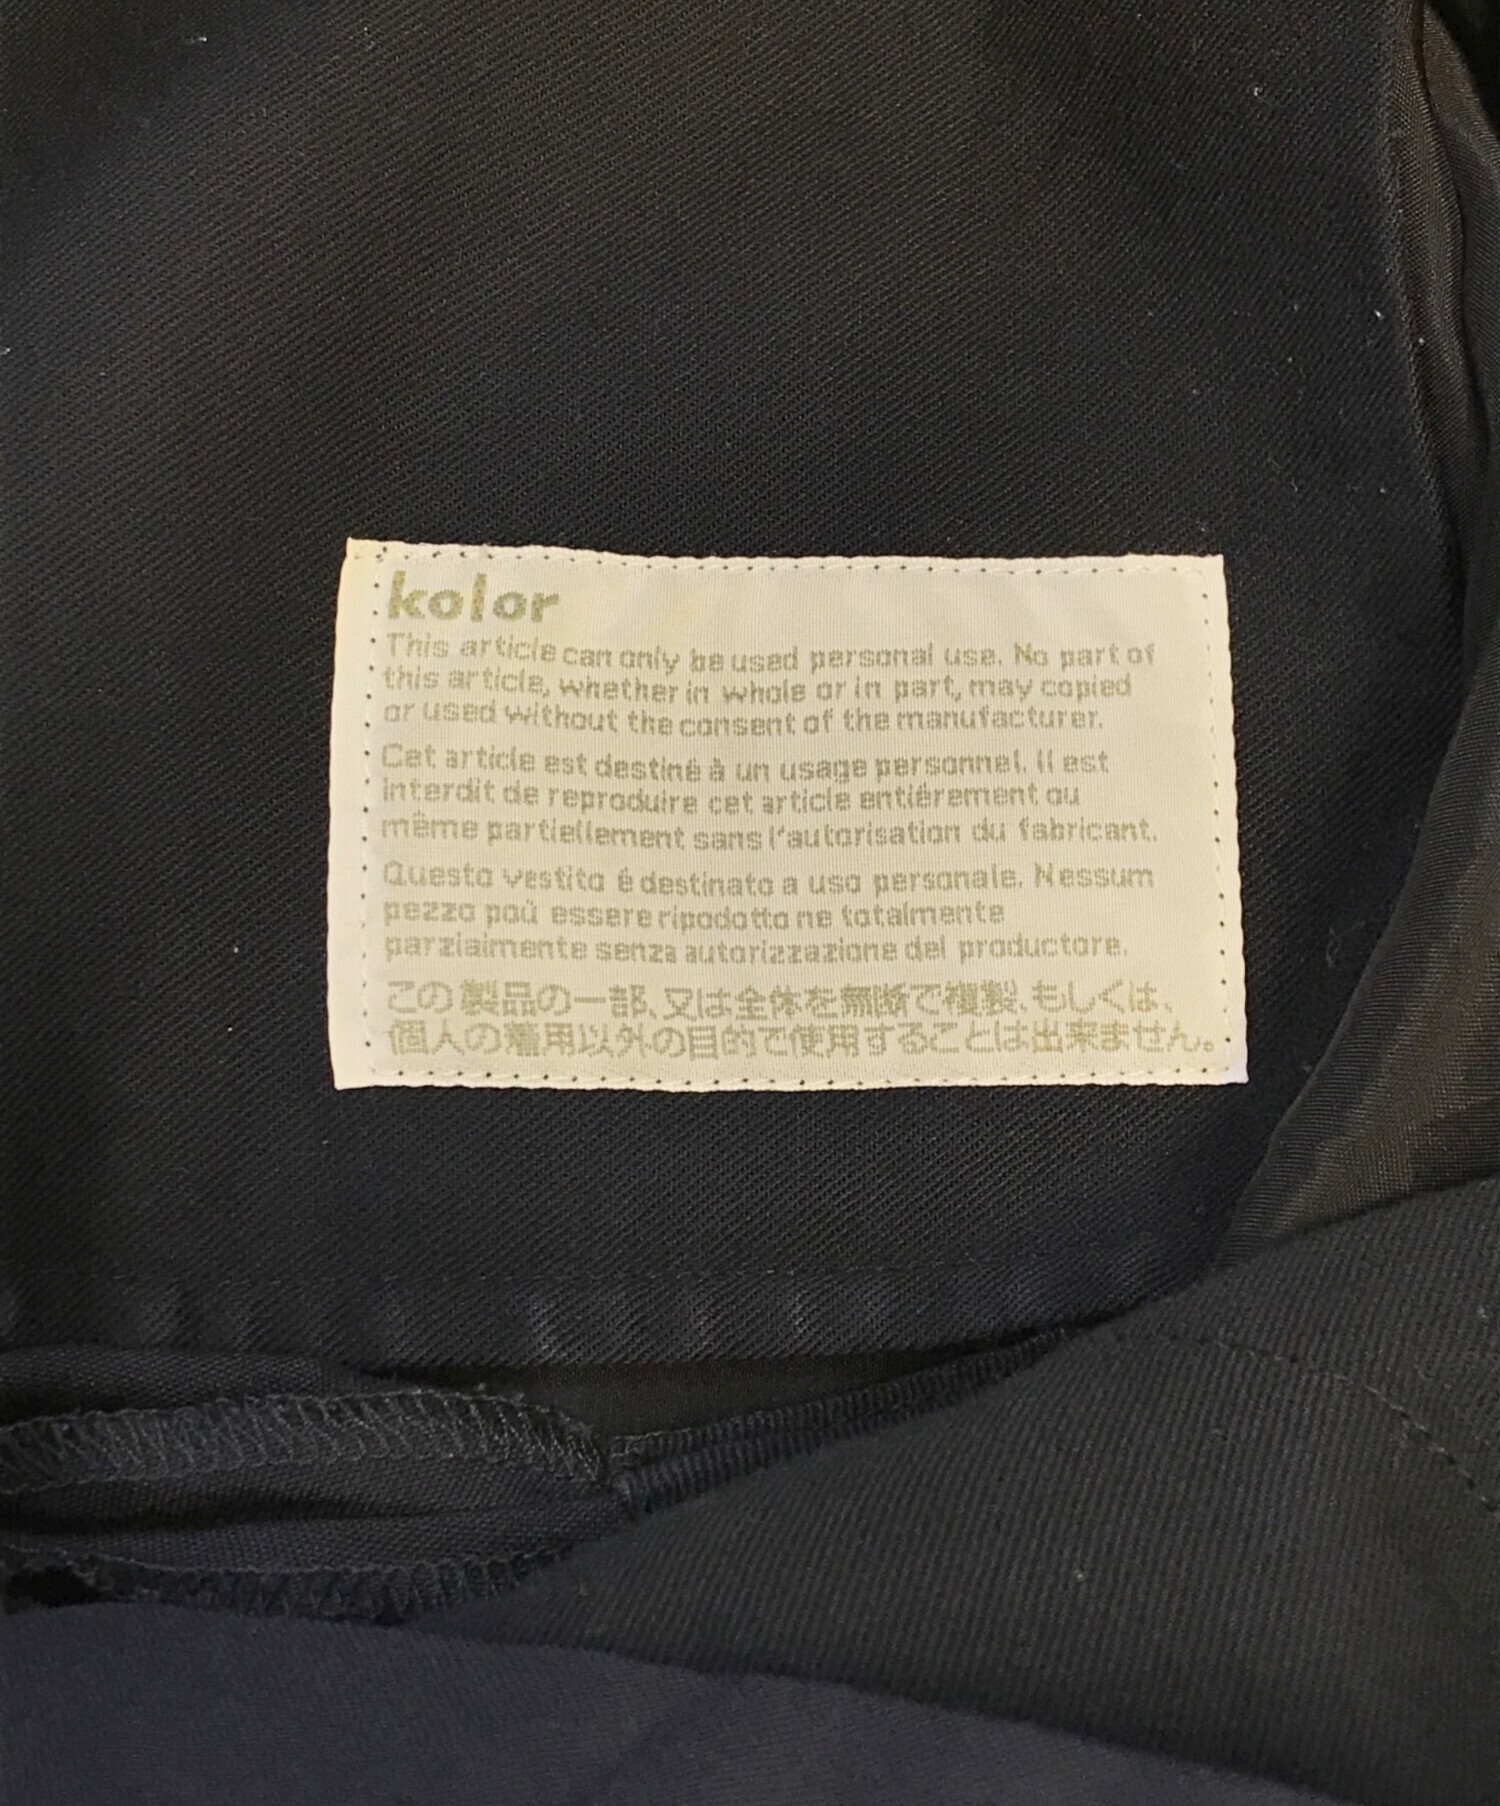 kolor
This article can only be used personal use. No part of
this article, whether in whole or in part, may copied
or used without the consent of the manufacturer.
Cet article est destiné à un usage personnel. Il est
interdit de reproduire cet article entiérement ou
même partiellement sans l'autorisation du fabricant.
Questo vestito é destinato a uso personale. Nessum
pezzo poù essere ripodotto ne totalmente
parzialmente senza autorizzazione del productore.
この製品の一部、又は全体を無断で複製、もしくは、
個人の着用以外の目的で使用することは出来ません。